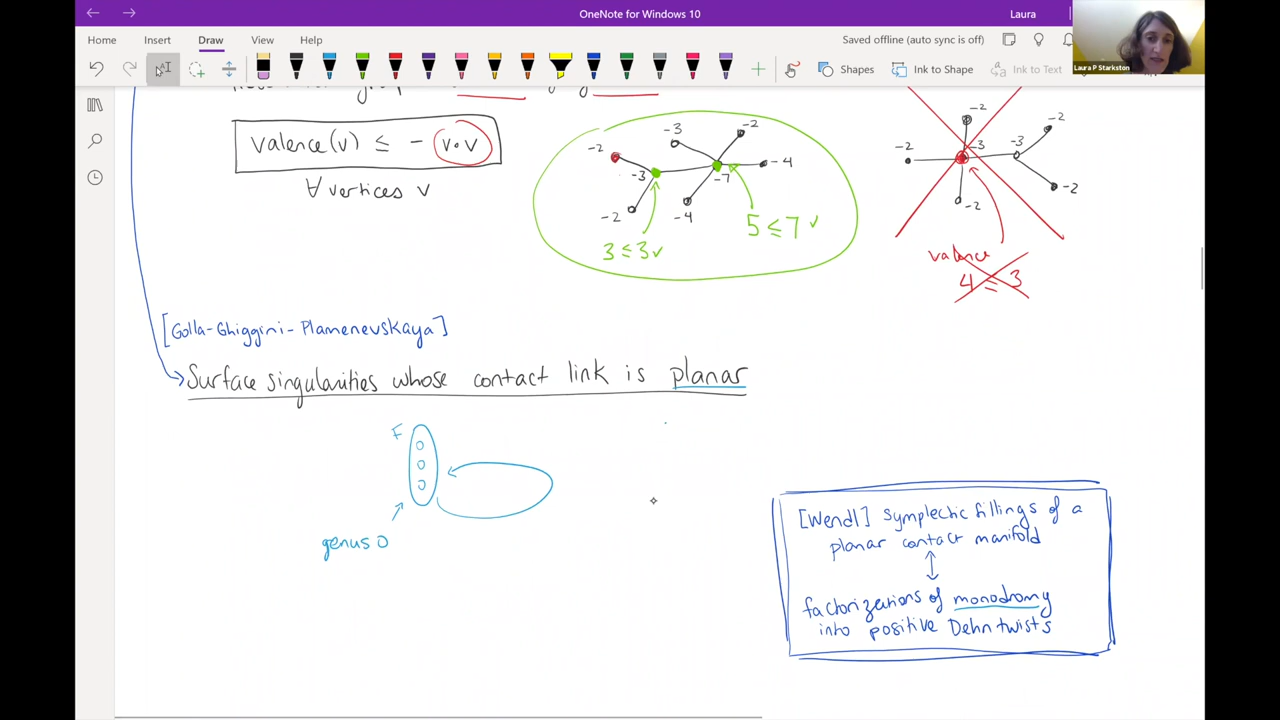 OneNote for Windows 10
Laura
Home Insert Draw View Help
Saved offline (auto sync is off)
Shapes
Ink to Shape
Ink to Text
Laura P Starkston
valence(v) ≤ - v·v
∀ vertices v
-2
-3
-2
-3
-2
-4
-7
-4
3 ≤ 3 ✓
5 ≤ 7 ✓
-2
-2
-3
-3
-2
-2
-2
valence
4 ≤ 3
[Golla-Ghiggini-Plamenevskaya]
Surface singularities whose contact link is planar
F
genus 0
[Wendl] Symplectic fillings of a
planar contact manifold
↕
factorizations of monodromy
into positive Dehn twists